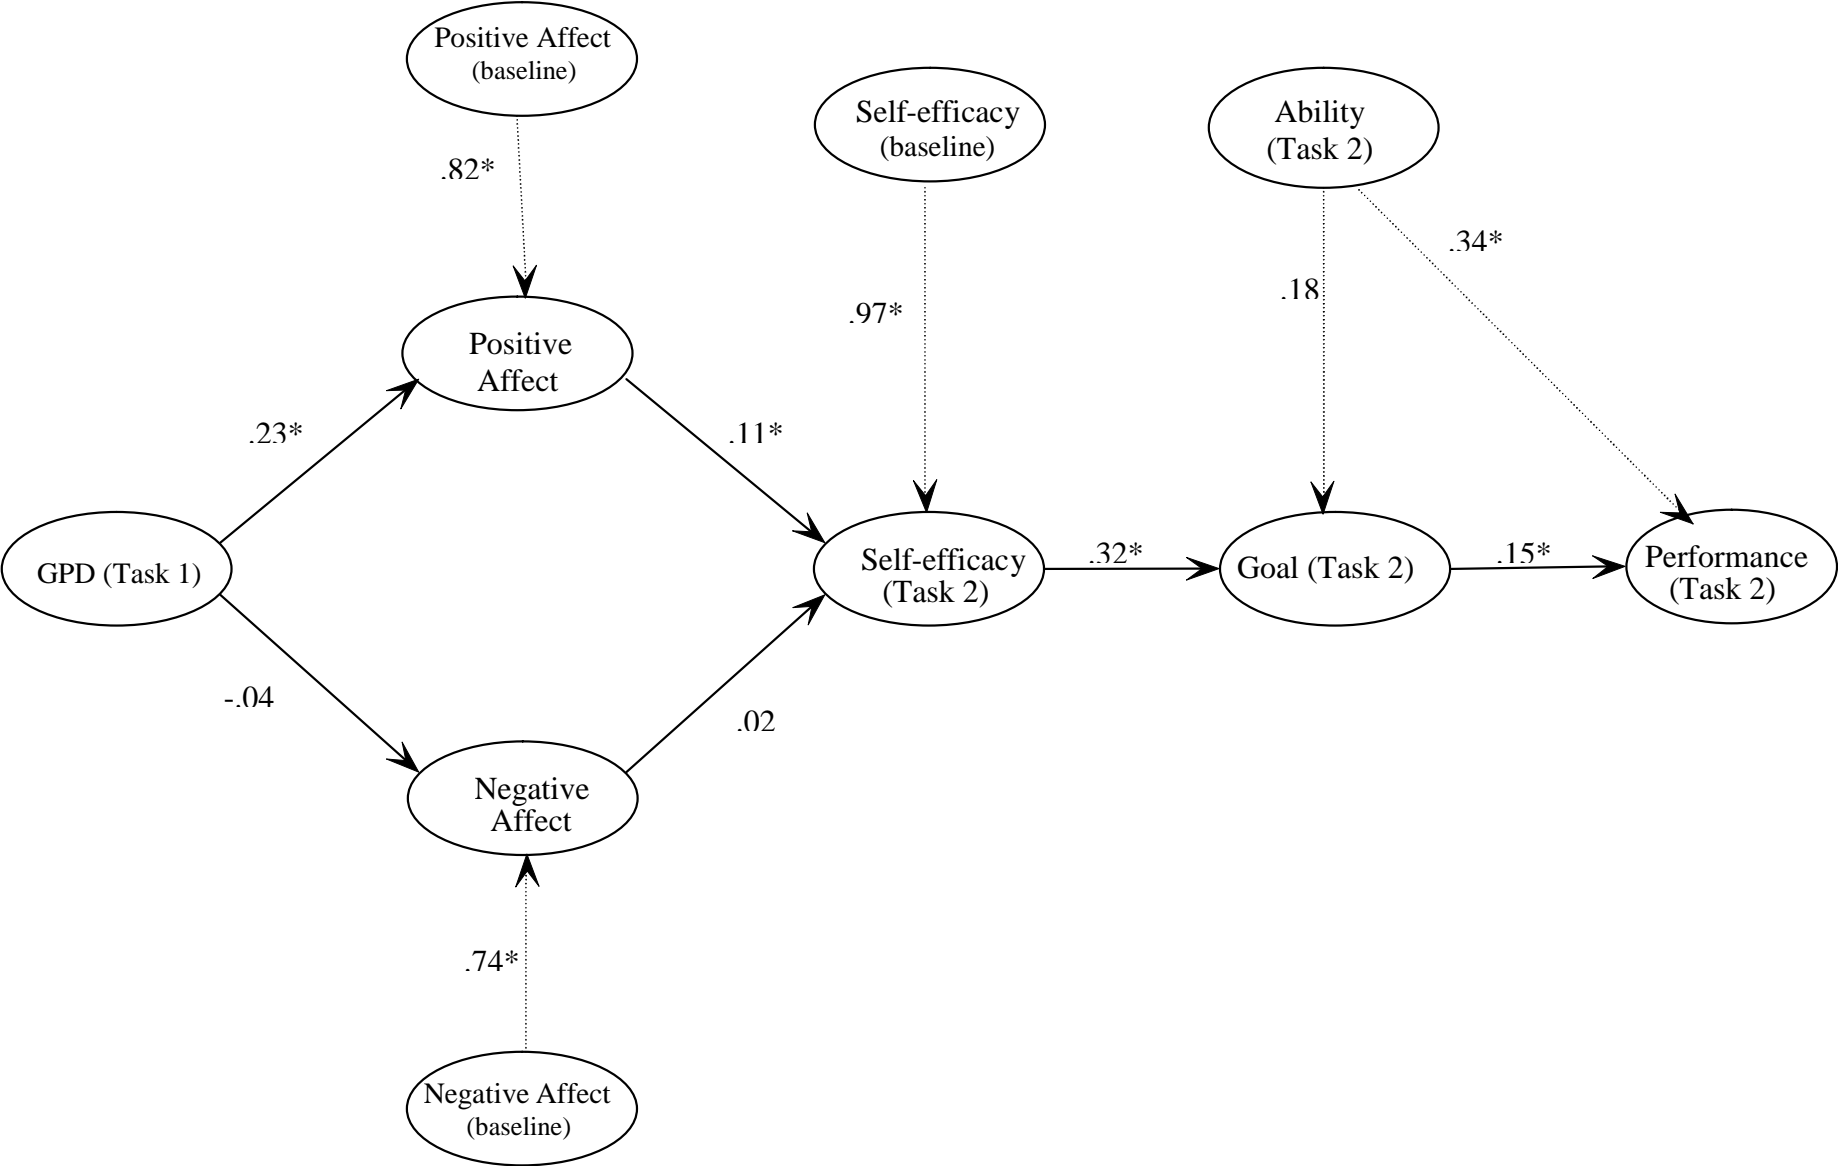 Positive Affect
(baseline)
Self-efficacy
(baseline)
Ability
(Task 2)
.82*
.34*
.18
.97*
Positive
Affect
.23*
.11*
GPD (Task 1)
Self-efficacy
(Task 2)
.32*
Goal (Task 2)
.15*
Performance
(Task 2)
-.04
.02
Negative
Affect
.74*
Negative Affect
(baseline)